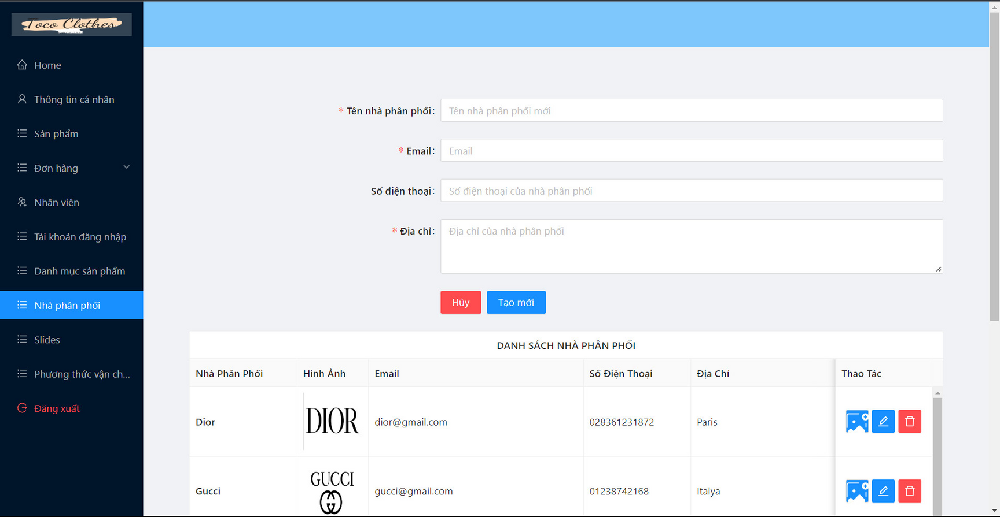 Toco Clothes
Home
Thông tin cá nhân
Sản phẩm
Đơn hàng
Nhân viên
Tài khoản đăng nhập
Danh mục sản phẩm
Nhà phân phối
Slides
Phương thức vận ch...
Đăng xuất
* Tên nhà phân phối: Tên nhà phân phối mới
* Email: Email
Số điện thoại: Số điện thoại của nhà phân phối
* Địa chỉ: Địa chỉ của nhà phân phối
Hủy Tạo mới
DANH SÁCH NHÀ PHÂN PHỐI
Nhà Phân Phối Hình Ảnh Email Số Điện Thoại Địa Chỉ Thao Tác
Dior DIOR dior@gmail.com 028361231872 Paris
Gucci GUCCI gucci@gmail.com 01238742168 Italya